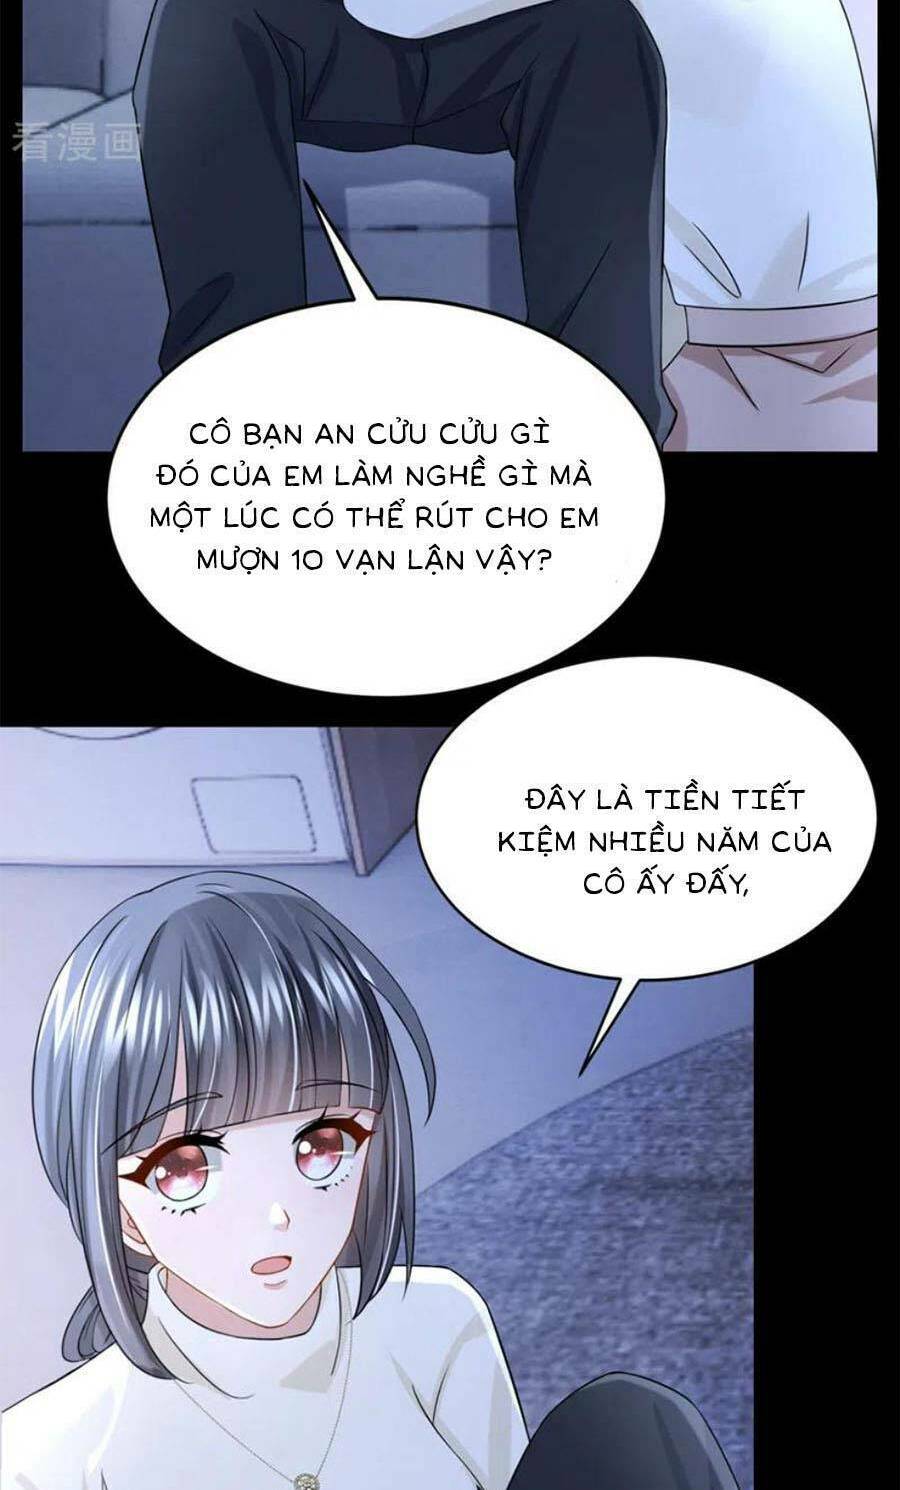 看漫画
CÔ BẠN AN CỬU CỬU GÌ
ĐÓ CỦA EM LÀM NGHỀ GÌ MÀ
MỘT LÚC CÓ THỂ RÚT CHO EM
MƯỢN 10 VẠN LẬN VẬY?
ĐÂY LÀ TIỀN TIẾT
KIỆM NHIỀU NĂM CỦA
CÔ ẤY ĐẤY,